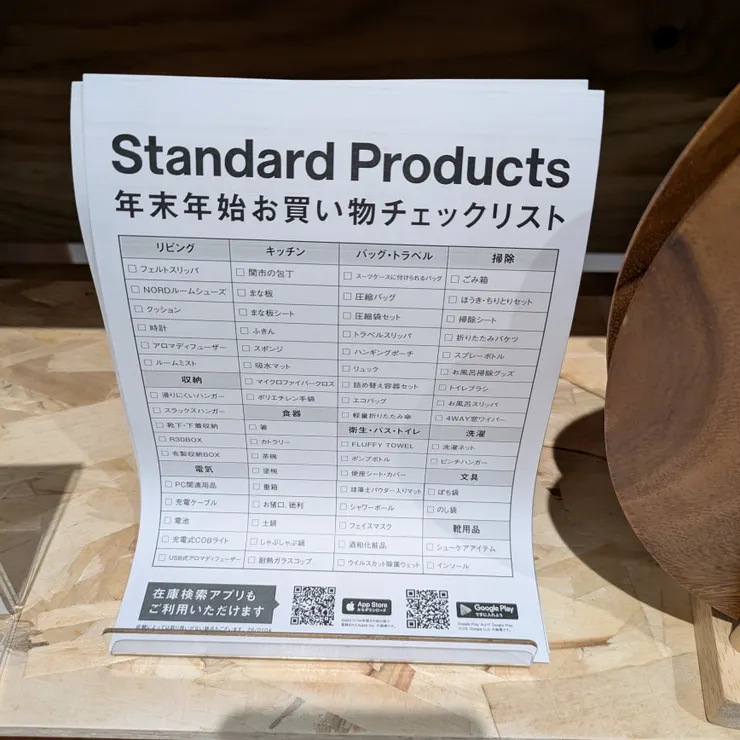 Standard Products
年末年始お買い物チェックリスト
リビング
フェルトスリッパ
NORDルームシューズ
クッション
時計
アロマディフューザー
ルームミスト
収納
滑りにくいハンガー
スラックスハンガー
靴下・下着収納
R30BOX
布製収納BOX
電気
PC関連用品
充電ケーブル
電池
充電式COBライト
USB式アロマディフューザー
キッチン
関市の包丁
まな板
まな板シート
ふきん
スポンジ
吸水マット
マイクロファイバークロス
ポリエチレン手袋
食器
箸
カトラリー
茶碗
塗椀
重箱
お猪口、徳利
土鍋
しゃぶしゃぶ鍋
耐熱ガラスコップ
バッグ・トラベル
スーツケースに付けられるバッグ
圧縮バッグ
圧縮袋セット
トラベルスリッパ
ハンギングポーチ
リュック
詰め替え容器セット
エコバッグ
軽量折りたたみ傘
衛生・バス・トイレ
FLUFFY TOWEL
ポンプボトル
便座シート・カバー
珪藻土パウダー入りマット
シャワーボール
フェイスマスク
酒粕化粧品
ウイルスカット除菌ウェット
掃除
ごみ箱
ほうき・ちりとりセット
掃除シート
折りたたみバケツ
スプレーボトル
お風呂掃除グッズ
トイレブラシ
お風呂スリッパ
4WAY窓ワイパー
洗濯
洗濯ネット
ピンチハンガー
文具
ぽち袋
のし袋
靴用品
シューケアアイテム
インソール
在庫検索アプリも
ご利用いただけます
App Store
からダウンロード
Google Play
で手に入れよう